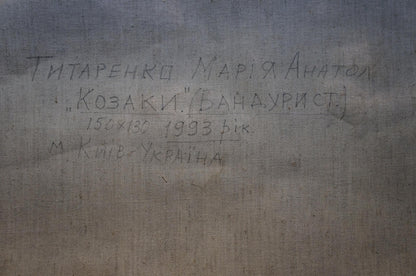 Титаренко Марія Анатол
„Козаки." (Бандурист.)
150х130 1993 рік
м. Київ-Україна